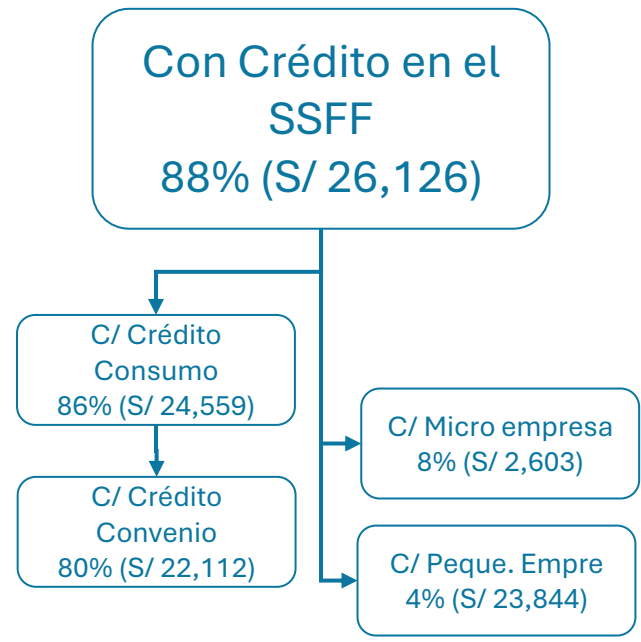 Con Crédito en el
SSFF
88% (S/ 26,126)
C/ Crédito
Consumo
86% (S/ 24,559)
C/ Crédito
Convenio
80% (S/ 22,112)
C/ Micro empresa
8% (S/ 2,603)
C/ Peque. Empre
4% (S/ 23,844)